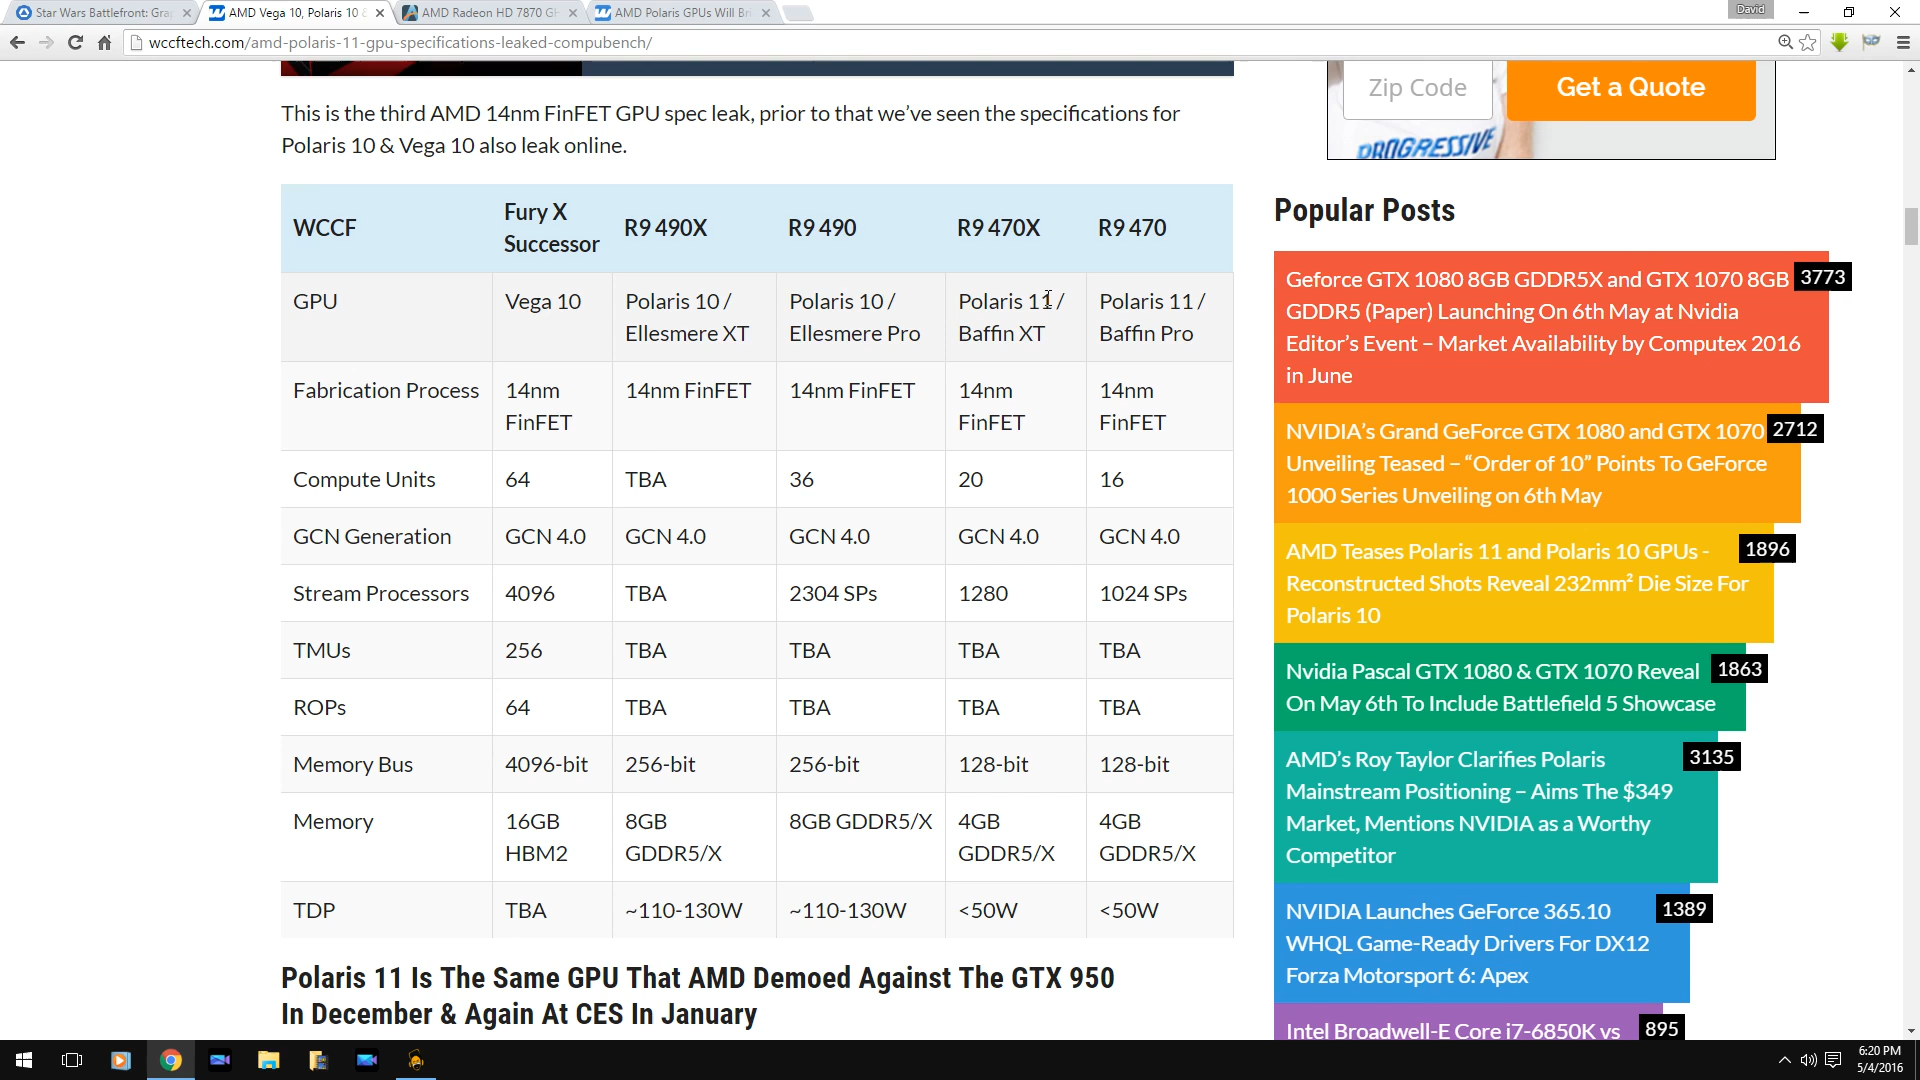 Star Wars Battlefront: Gra
AMD Vega 10, Polaris 10 &
AMD Radeon HD 7870 GH
AMD Polaris GPUs Will Bri
David
wccftech.com/amd-polaris-11-gpu-specifications-leaked-compubench/
Zip Code
Get a Quote
PROGRESSIVE
This is the third AMD 14nm FinFET GPU spec leak, prior to that we've seen the specifications for
Polaris 10 & Vega 10 also leak online.
WCCF
Fury X
Successor
R9 490X
R9 490
R9 470X
R9 470
GPU
Vega 10
Polaris 10 /
Ellesmere XT
Polaris 10 /
Ellesmere Pro
Polaris 11 /
Baffin XT
Polaris 11 /
Baffin Pro
Fabrication Process
14nm
FinFET
14nm FinFET
14nm FinFET
14nm
FinFET
14nm
FinFET
Compute Units
64
TBA
36
20
16
GCN Generation
GCN 4.0
GCN 4.0
GCN 4.0
GCN 4.0
GCN 4.0
Stream Processors
4096
TBA
2304 SPs
1280
1024 SPs
TMUs
256
TBA
TBA
TBA
TBA
ROPs
64
TBA
TBA
TBA
TBA
Memory Bus
4096-bit
256-bit
256-bit
128-bit
128-bit
Memory
16GB
HBM2
8GB
GDDR5/X
8GB GDDR5/X
4GB
GDDR5/X
4GB
GDDR5/X
TDP
TBA
~110-130W
~110-130W
<50W
<50W
Polaris 11 Is The Same GPU That AMD Demoed Against The GTX 950
In December & Again At CES In January
Popular Posts
Geforce GTX 1080 8GB GDDR5X and GTX 1070 8GB
GDDR5 (Paper) Launching On 6th May at Nvidia
Editor's Event – Market Availability by Computex 2016
in June
3773
NVIDIA's Grand GeForce GTX 1080 and GTX 1070
Unveiling Teased – “Order of 10” Points To GeForce
1000 Series Unveiling on 6th May
2712
AMD Teases Polaris 11 and Polaris 10 GPUs -
Reconstructed Shots Reveal 232mm² Die Size For
Polaris 10
1896
Nvidia Pascal GTX 1080 & GTX 1070 Reveal
On May 6th To Include Battlefield 5 Showcase
1863
AMD's Roy Taylor Clarifies Polaris
Mainstream Positioning – Aims The $349
Market, Mentions NVIDIA as a Worthy
Competitor
3135
NVIDIA Launches GeForce 365.10
WHQL Game-Ready Drivers For DX12
Forza Motorsport 6: Apex
1389
Intel Broadwell-E Core i7-6850K vs
895
6:20 PM
5/4/2016